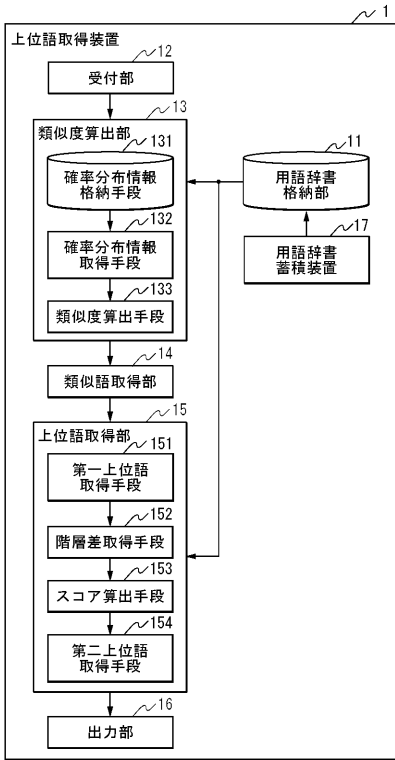 1
上位語取得装置
12
受付部
13
類似度算出部
131
確率分布情報
格納手段
132
確率分布情報
取得手段
133
類似度算出手段
11
用語辞書
格納部
17
用語辞書
蓄積装置
14
類似語取得部
15
上位語取得部
151
第一上位語
取得手段
152
階層差取得手段
153
スコア算出手段
154
第二上位語
取得手段
16
出力部